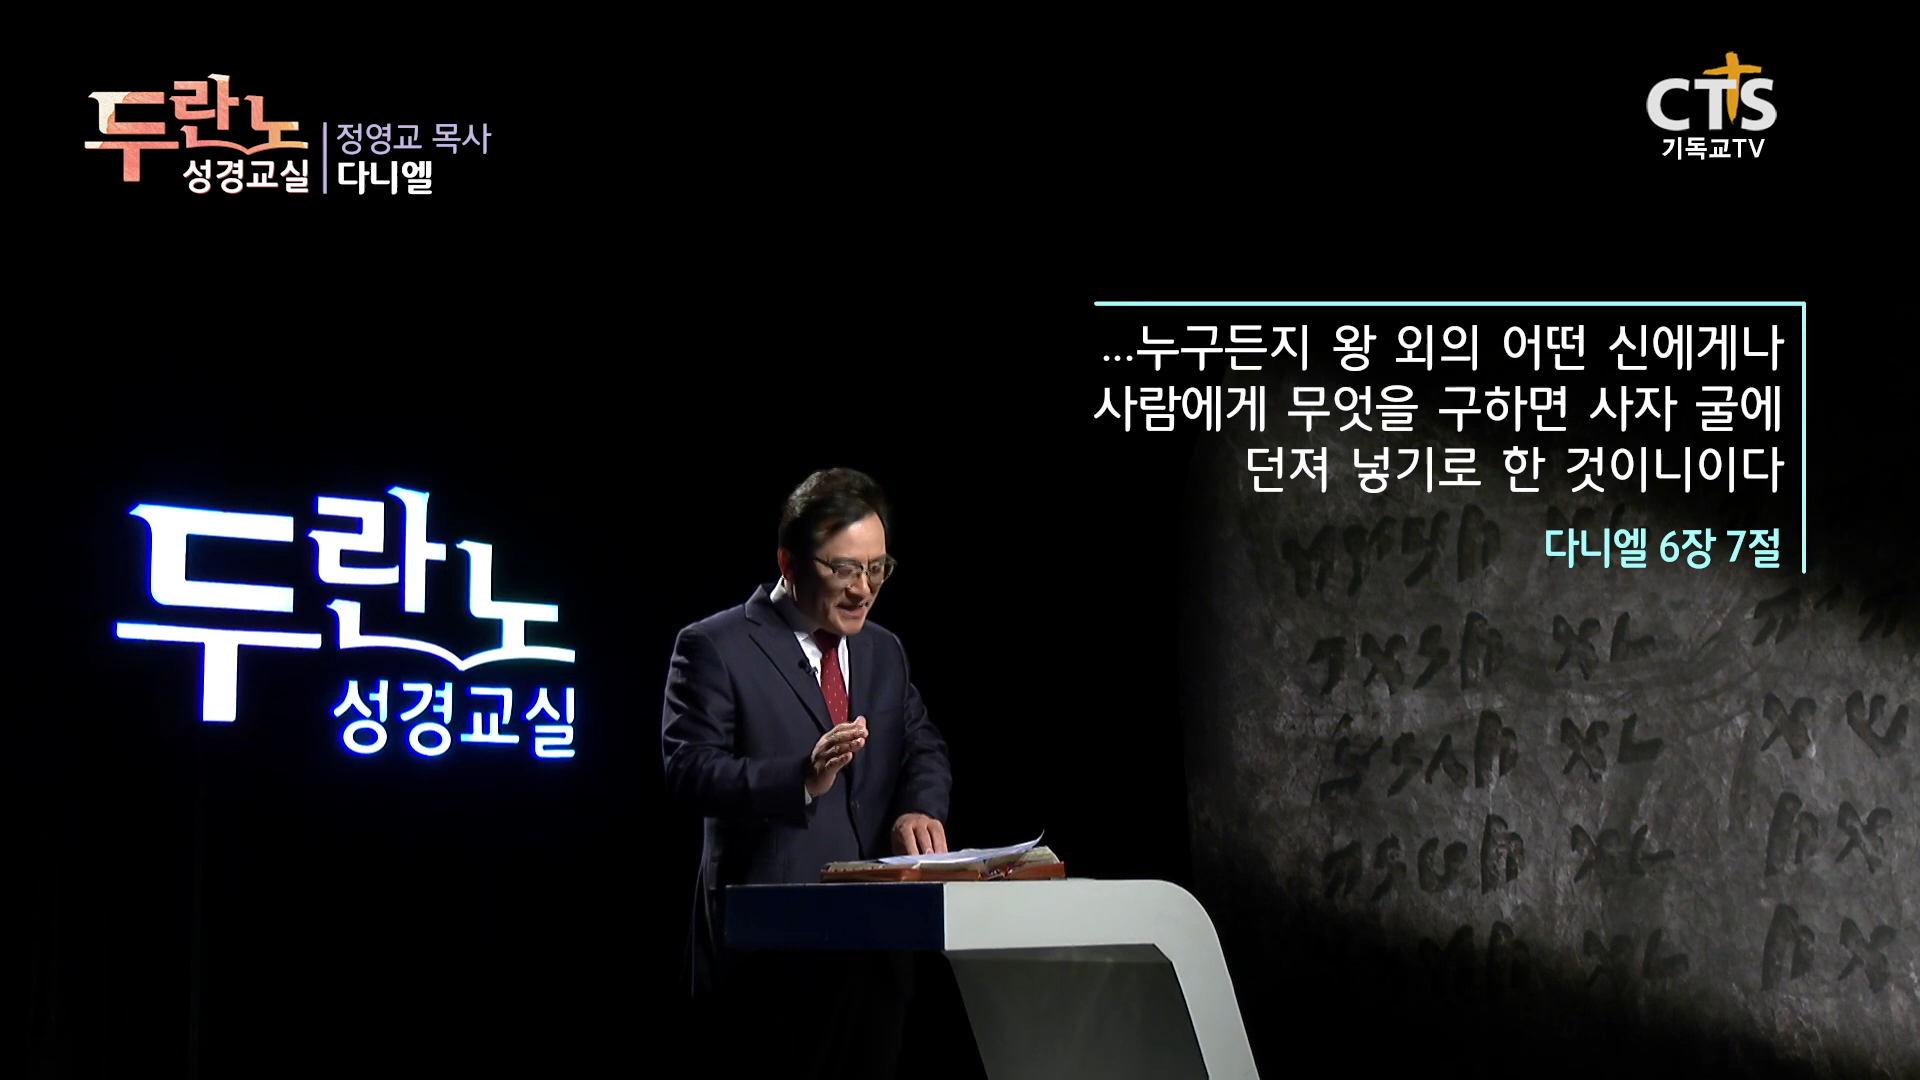 두란노
성경교실
정영교 목사
다니엘
CTS
기독교TV
...누구든지 왕 외의 어떤 신에게나
사람에게 무엇을 구하면 사자 굴에
던져 넣기로 한 것이니이다
다니엘 6장 7절
두란노
성경교실